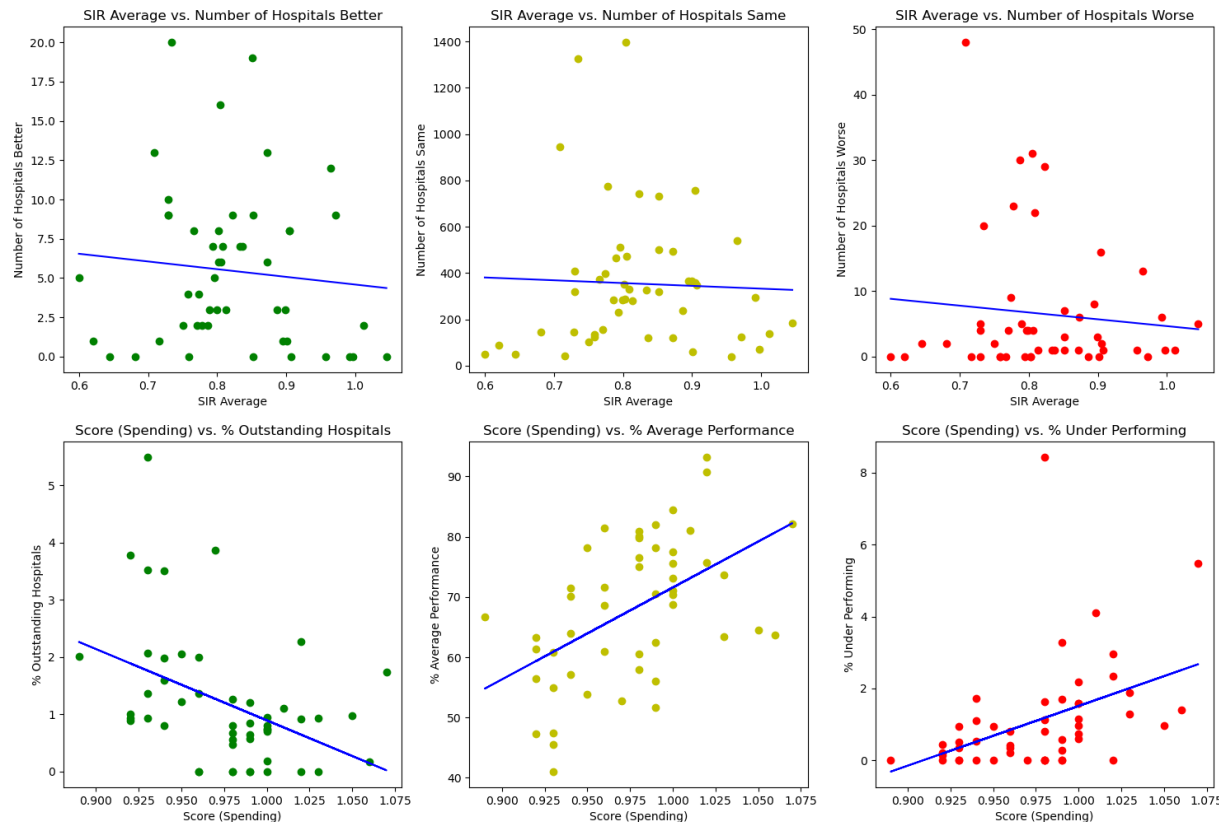 SIR Average vs. Number of Hospitals Better
Number of Hospitals Better
20.0
17.5
15.0
12.5
10.0
7.5
5.0
2.5
0.0
0.6 0.7 0.8 0.9 1.0
SIR Average
SIR Average vs. Number of Hospitals Same
Number of Hospitals Same
1400
1200
1000
800
600
400
200
0
0.6 0.7 0.8 0.9 1.0
SIR Average
SIR Average vs. Number of Hospitals Worse
Number of Hospitals Worse
50
40
30
20
10
0
0.6 0.7 0.8 0.9 1.0
SIR Average
Score (Spending) vs. % Outstanding Hospitals
% Outstanding Hospitals
5
4
3
2
1
0
0.900 0.925 0.950 0.975 1.000 1.025 1.050 1.075
Score (Spending)
Score (Spending) vs. % Average Performance
% Average Performance
90
80
70
60
50
40
0.900 0.925 0.950 0.975 1.000 1.025 1.050 1.075
Score (Spending)
Score (Spending) vs. % Under Performing
% Under Performing
8
6
4
2
0
0.900 0.925 0.950 0.975 1.000 1.025 1.050 1.075
Score (Spending)